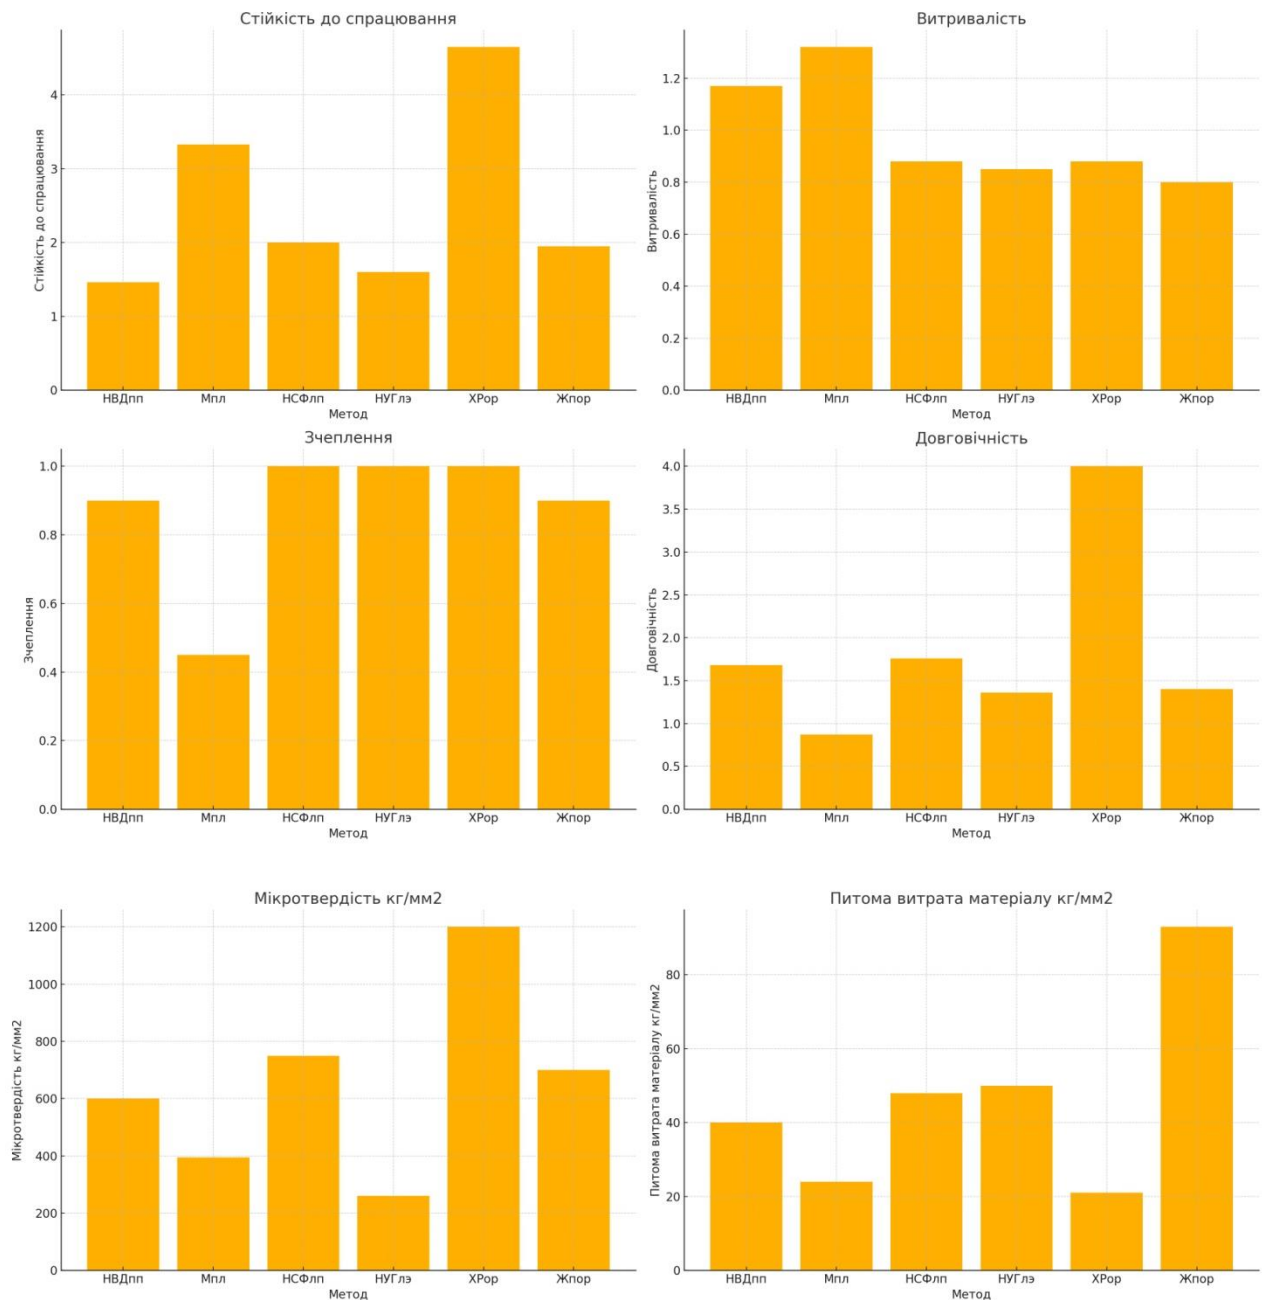 Стійкість до спрацювання
Стійкість до спрацювання
4
3
2
1
0
НВДпп Мпл НСФлп НУГлэ ХРор Жпор
Метод
Витривалість
Витривалість
1.2
1.0
0.8
0.6
0.4
0.2
0.0
НВДпп Мпл НСФлп НУГлэ ХРор Жпор
Метод
Зчеплення
Зчеплення
1.0
0.8
0.6
0.4
0.2
0.0
НВДпп Мпл НСФлп НУГлэ ХРор Жпор
Метод
Довговічність
Довговічність
4.0
3.5
3.0
2.5
2.0
1.5
1.0
0.5
0.0
НВДпп Мпл НСФлп НУГлэ ХРор Жпор
Метод
Мікротвердість кг/мм2
Мікротвердість кг/мм2
1200
1000
800
600
400
200
0
НВДпп Мпл НСФлп НУГлэ ХРор Жпор
Метод
Питома витрата матеріалу кг/мм2
Питома витрата матеріалу кг/мм2
80
60
40
20
0
НВДпп Мпл НСФлп НУГлэ ХРор Жпор
Метод